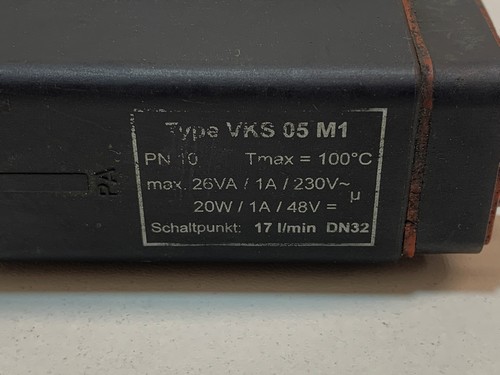 Type VKS 05 M1
PN 10 Tmax = 100°C
max. 26VA / 1A / 230V~
20W / 1A / 48V = µ
Schaltpunkt: 17 l/min DN32
PA